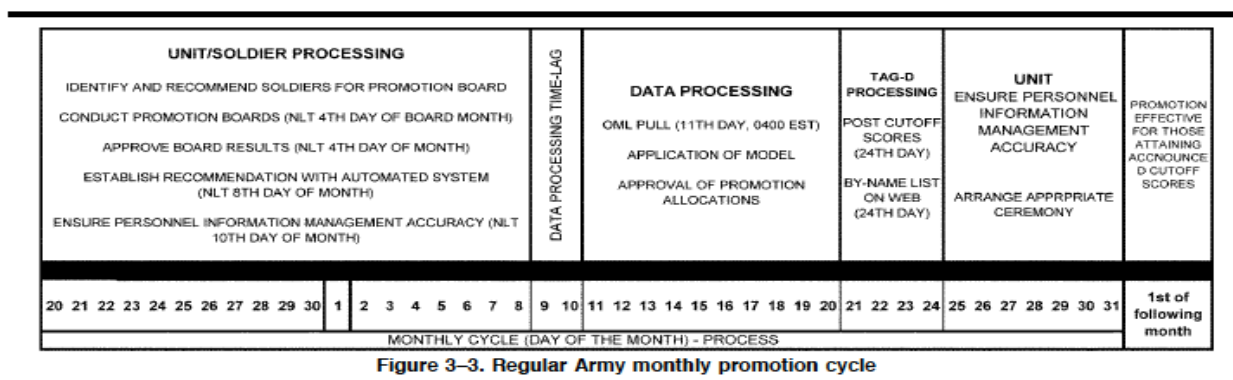 UNIT/SOLDIER PROCESSING
IDENTIFY AND RECOMMEND SOLDIERS FOR PROMOTION BOARD
CONDUCT PROMOTION BOARDS (NLT 4TH DAY OF BOARD MONTH)
APPROVE BOARD RESULTS (NLT 4TH DAY OF MONTH)
ESTABLISH RECOMMENDATION WITH AUTOMATED SYSTEM
(NLT 8TH DAY OF MONTH)
ENSURE PERSONNEL INFORMATION MANAGEMENT ACCURACY (NLT
10TH DAY OF MONTH)
DATA PROCESSING TIME-LAG
DATA PROCESSING
OML PULL (11TH DAY, 0400 EST)
APPLICATION OF MODEL
APPROVAL OF PROMOTION
ALLOCATIONS
TAG-D
PROCESSING
POST CUTOFF
SCORES
(24TH DAY)
BY-NAME LIST
ON WEB
(24TH DAY)
UNIT
ENSURE PERSONNEL
INFORMATION
MANAGEMENT
ACCURACY
ARRANGE APPRPRIATE
CEREMONY
PROMOTION
EFFECTIVE
FOR THOSE
ATTAINING
ACCNOUNCE
D CUTOFF
SCORES
20 21 22 23 24 25 26 27 28 29 30 1 2 3 4 5 6 7 8 9 10 11 12 13 14 15 16 17 18 19 20 21 22 23 24 25 26 27 28 29 30 31
1st of
following
month
MONTHLY CYCLE (DAY OF THE MONTH) - PROCESS
Figure 3–3. Regular Army monthly promotion cycle